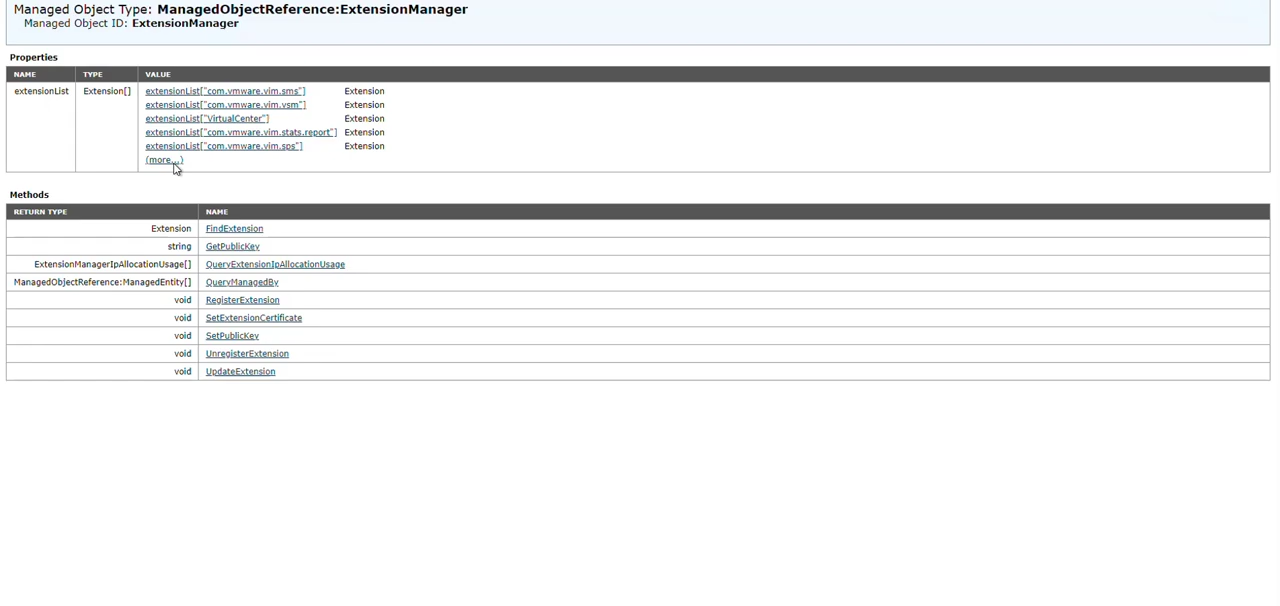 Managed Object Type: ManagedObjectReference:ExtensionManager
Managed Object ID: ExtensionManager
Properties
NAME TYPE VALUE
extensionList Extension[] extensionList["com.vmware.vim.sms"] Extension
extensionList["com.vmware.vim.vsm"] Extension
extensionList["VirtualCenter"] Extension
extensionList["com.vmware.vim.stats.report"] Extension
extensionList["com.vmware.vim.sps"] Extension
(more...)
Methods
RETURN TYPE NAME
Extension FindExtension
string GetPublicKey
ExtensionManagerIpAllocationUsage[] QueryExtensionIpAllocationUsage
ManagedObjectReference:ManagedEntity[] QueryManagedBy
void RegisterExtension
void SetExtensionCertificate
void SetPublicKey
void UnregisterExtension
void UpdateExtension